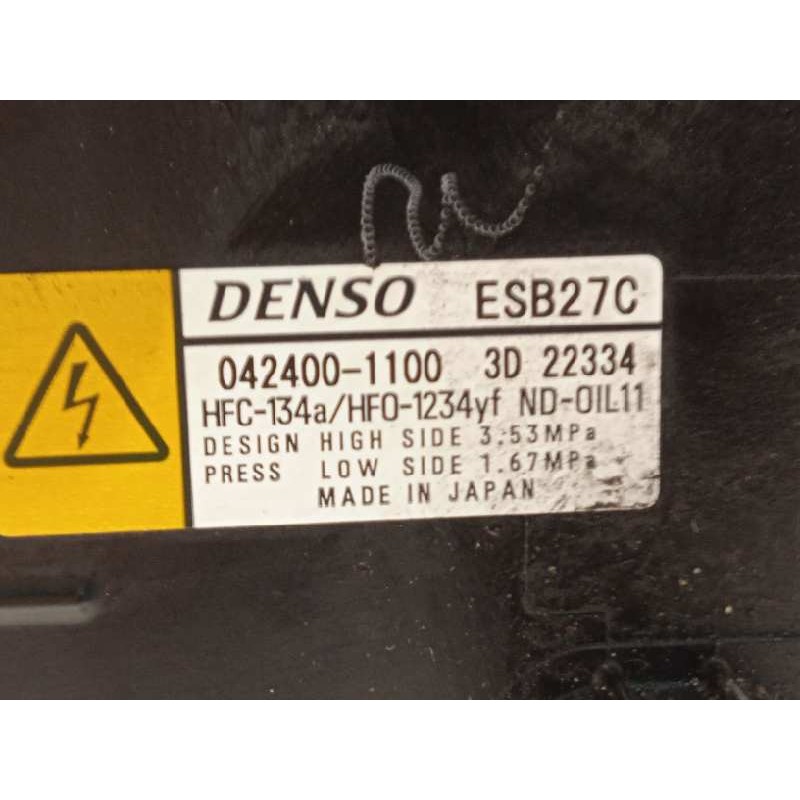 DENSO ESB27C
042400-1100 3D 22334
HFC-134a/HFO-1234yf ND-OIL11
DESIGN HIGH SIDE 3.53MPa
PRESS LOW SIDE 1.67MPa
MADE IN JAPAN